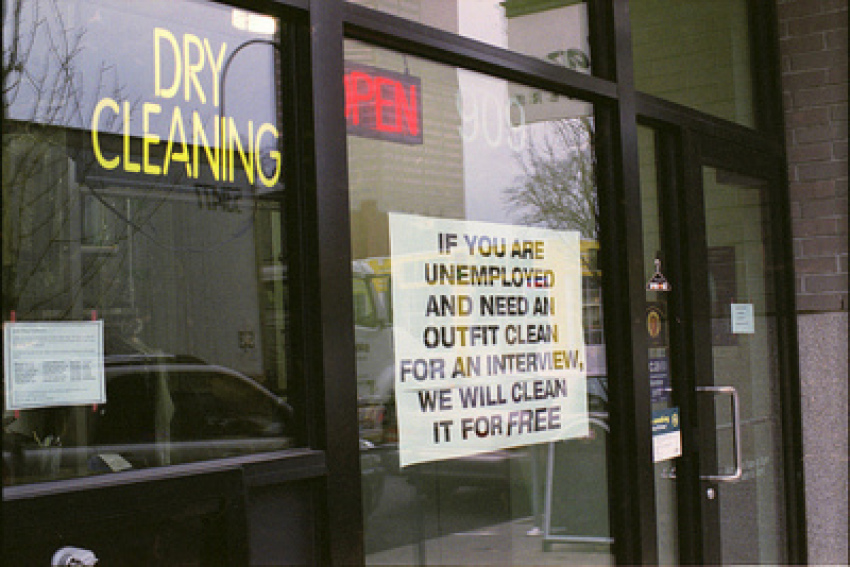 DRY
CLEANING
OPEN
909
IF YOU ARE
UNEMPLOYED
AND NEED AN
OUTFIT CLEAN
FOR AN INTERVIEW,
WE WILL CLEAN
IT FOR FREE